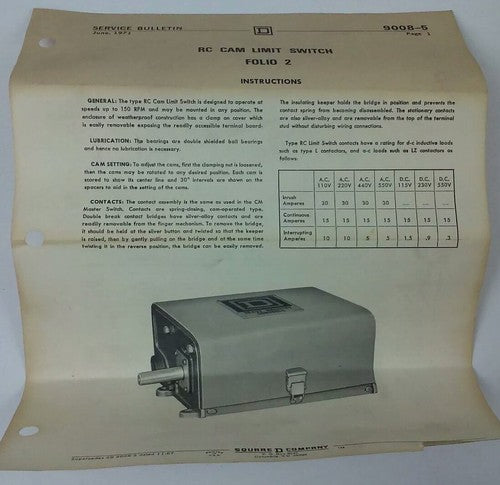 SERVICE BULLETIN
June, 1971
D
9008-5
Page 1
RC CAM LIMIT SWITCH
FOLIO 2
INSTRUCTIONS
GENERAL: The type RC Cam Limit Switch is designed to operate at
speeds up to 150 RPM and may be mounted in any position. The
enclosure of weatherproof construction has a clamp on cover which
is easily removable exposing the readily accessible terminal board.
LUBRICATION: The bearings are double shielded ball bearings
and hence no lubrication is necessary.
CAM SETTING: To adjust the cams, first the clamping nut is loosened,
then the cams may be rotated to any desired position. Each cam is
scored to show its center line and 30° intervals are shown on the
spacers to aid in the setting of the cams.
CONTACTS: The contact assembly is the same as used in the CM
Master Switch. Contacts are spring-closing, cam-operated type.
Double break contact bridges have silver-alloy contacts and are
readily removable from the finger mechanism. To remove the bridge,
it should be held at the silver button and twisted so that the keeper
is raised, then by gently pulling on the bridge and at the same time
twisting it in the reverse position, the bridge can be easily removed.
The insulating keeper holds the bridge in position and prevents the
contact spring from becoming disassembled. The stationary contacts
are also silver-alloy and are removable from the top of the terminal
stud without disturbing wiring connections.
Type RC Cam Limit Switch contacts have a rating for d-c inductive loads
such as type L contactors, and a-c loads such as LZ contactors as
follows:
A.C. 110V A.C. 220V A.C. 440V A.C. 550V D.C. 115V D.C. 230V D.C. 550V
Inrush Amperes 30 30 30 30 ... ... ...
Continuous Amperes 15 15 15 15 15 15 15
Interrupting Amperes 10 10 5 5 1.5 .9 .3
SQUARE D COMPANY